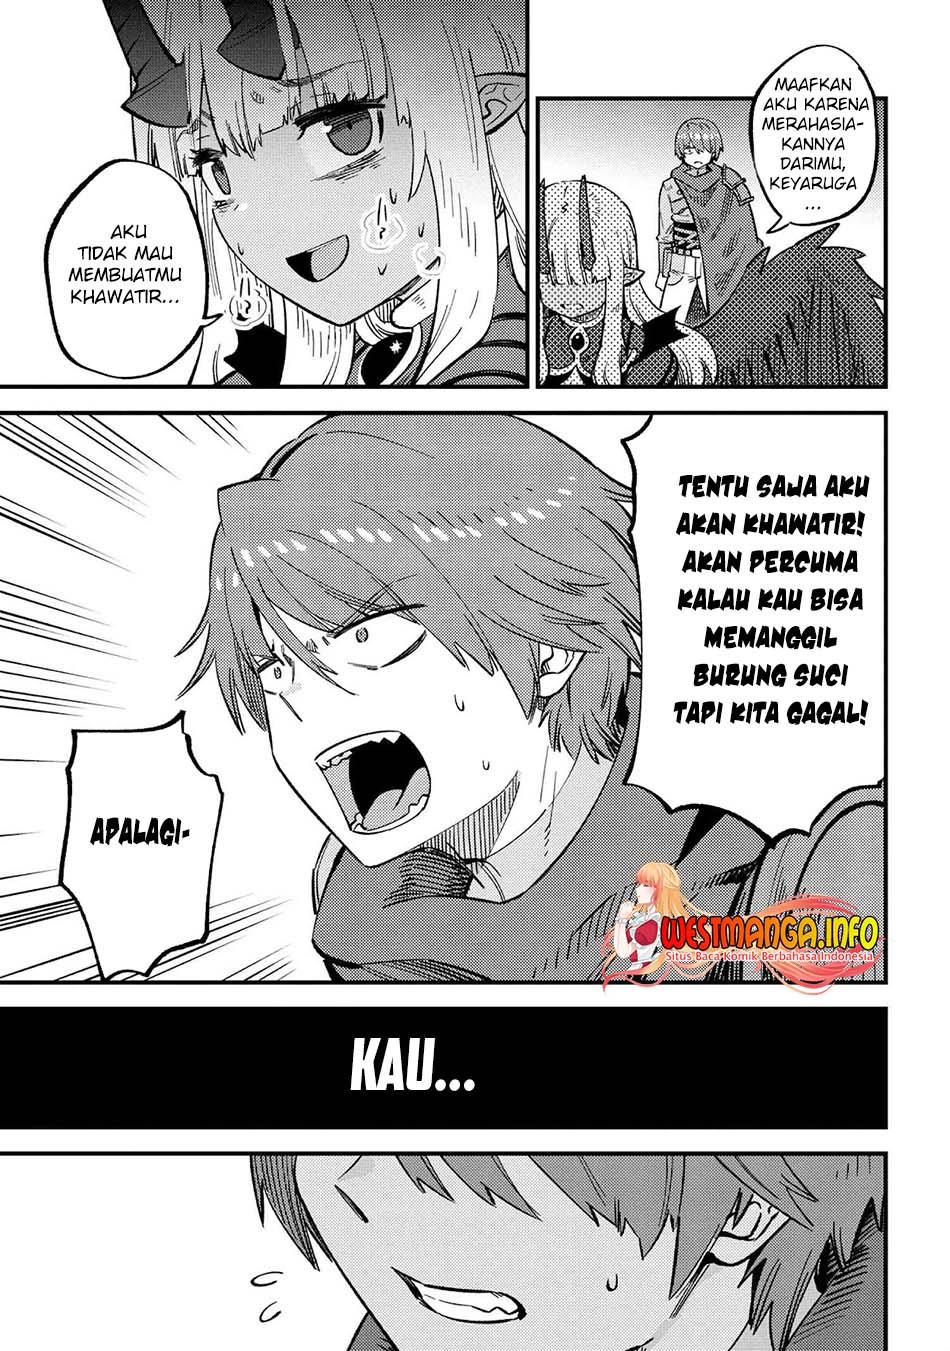 MAAFKAN
AKU KARENA
MERAHASIA-
KANNYA
DARIMU,
KEYARUGA
...
AKU
TIDAK MAU
MEMBUATMU
KHAWATIR...
TENTU SAJA AKU
AKAN KHAWATIR!
AKAN PERCUMA
KALAU KAU BISA
MEMANGGIL
BURUNG SUCI
TAPI KITA GAGAL!
APALAGI-
WESTMANGA.INFO
Situs Baca Komik Berbahasa Indonesia
KAU...